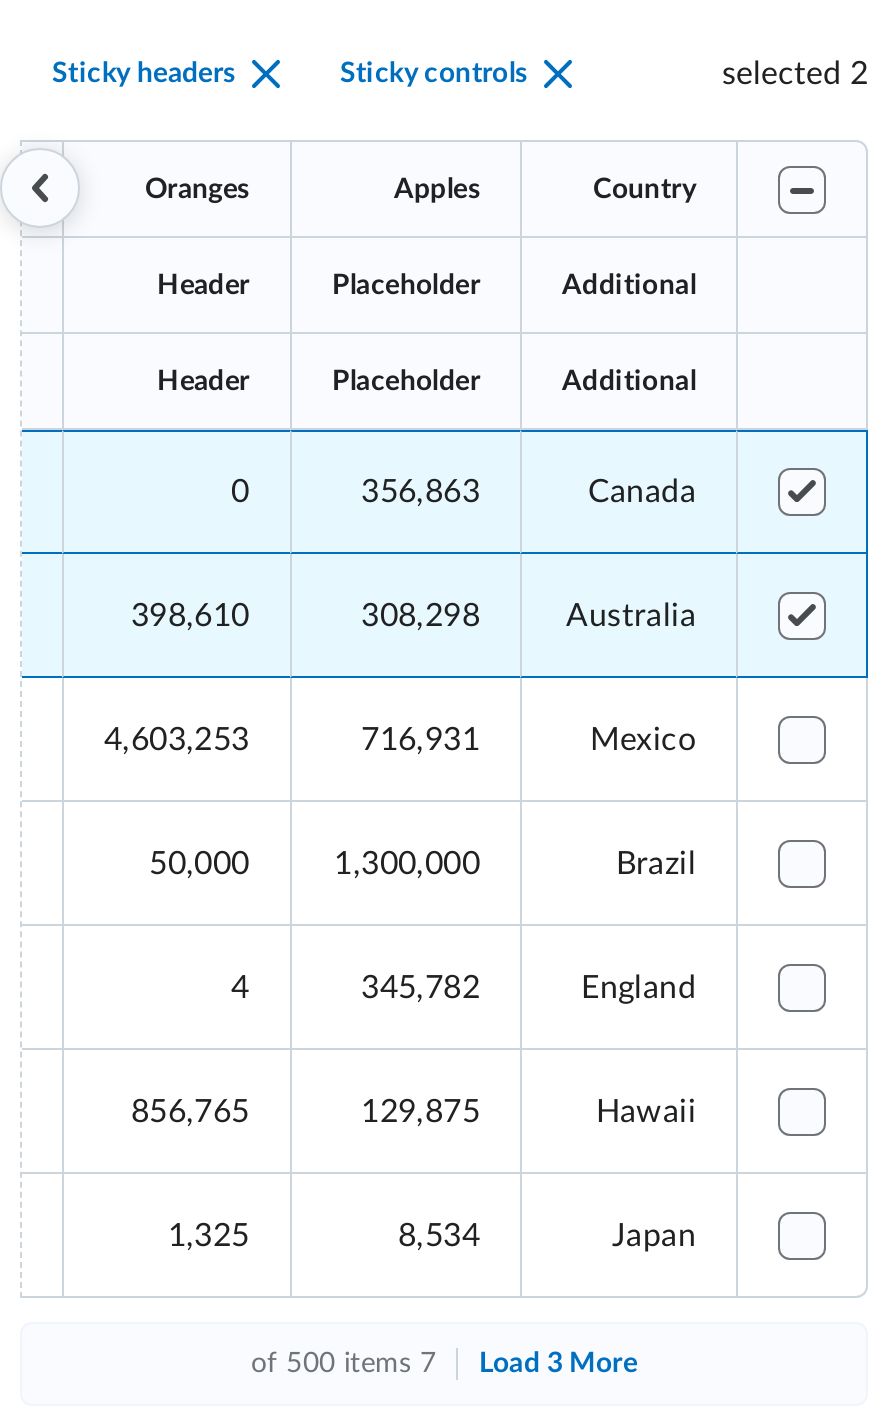 Sticky headers
Sticky controls
selected 2
Oranges Apples Country
Header Placeholder Additional
Header Placeholder Additional
0 356,863 Canada
398,610 308,298 Australia
4,603,253 716,931 Mexico
50,000 1,300,000 Brazil
4 345,782 England
856,765 129,875 Hawaii
1,325 8,534 Japan
of 500 items 7
Load 3 More